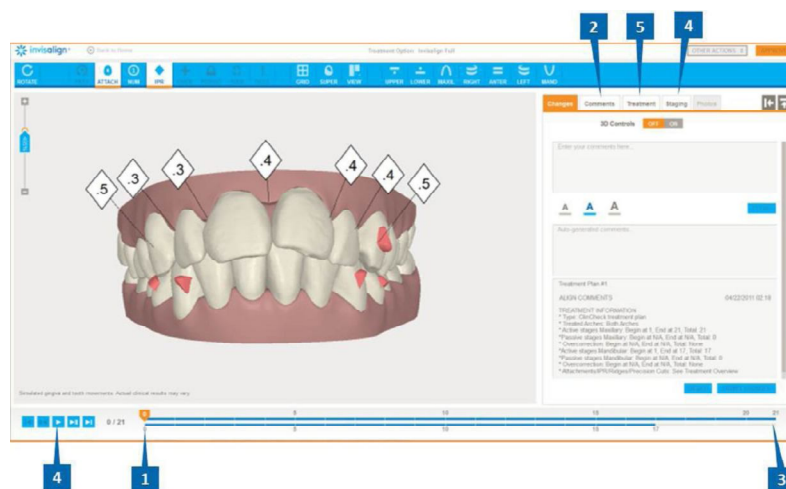 2 5 4
invisalign Back to Home Treatment Option: Invisalign Full OTHER ACTIONS
ROTATE ATTACH NUM IPR GRID SUPER VIEW UPPER LOWER MAXIL RIGHT ANTER LEFT MAND
Changes Comments Treatment Staging
3D Controls OFF ON
Enter your comments here...
.5 .3 .3 .4 .4 .4 .5
A A A
Auto-generated comments...
Treatment Plan #1
ALIGN COMMENTS 04/22/2011 02:18
TREATMENT INFORMATION
* Type: ClinCheck treatment plan
* Treated Arches: Both Arches
*Active stages Maxillary: Begin at 1, End at 21, Total: 21
*Passive stages Maxillary: Begin at N/A, End at N/A, Total: 0
* Overcorrection: Begin at N/A, End at N/A, Total: None
*Active stages Mandibular: Begin at 1, End at 17, Total: 17
*Passive stages Mandibular: Begin at N/A, End at N/A, Total: 0
* Overcorrection: Begin at N/A, End at N/A, Total: None
* Attachments/IPR/Ridges/Precision Cuts: See Treatment Overview
Simulated gingiva and tooth movements. Actual clinical results may vary.
0 5 10 15 20 21
0 / 21
0 5 10 15 17
4 1 3